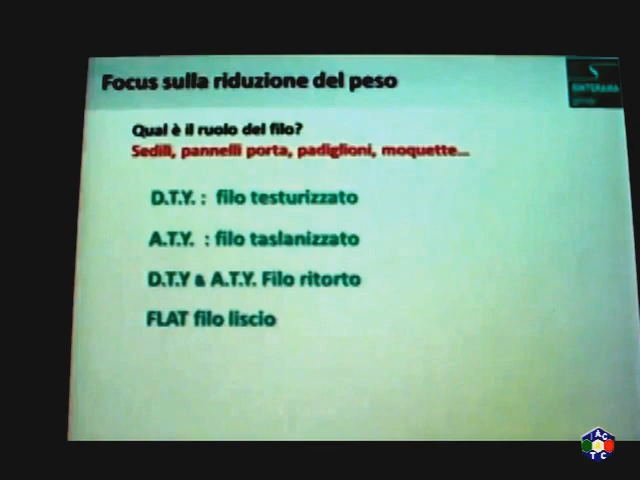 Focus sulla riduzione del peso
SINTERAMA
Qual è il ruolo del filo?
Sedili, pannelli porta, padiglioni, moquette...
D.T.Y. : filo testurizzato
A.T.Y. : filo taslanizzato
D.T.Y & A.T.Y. Filo ritorto
FLAT filo liscio